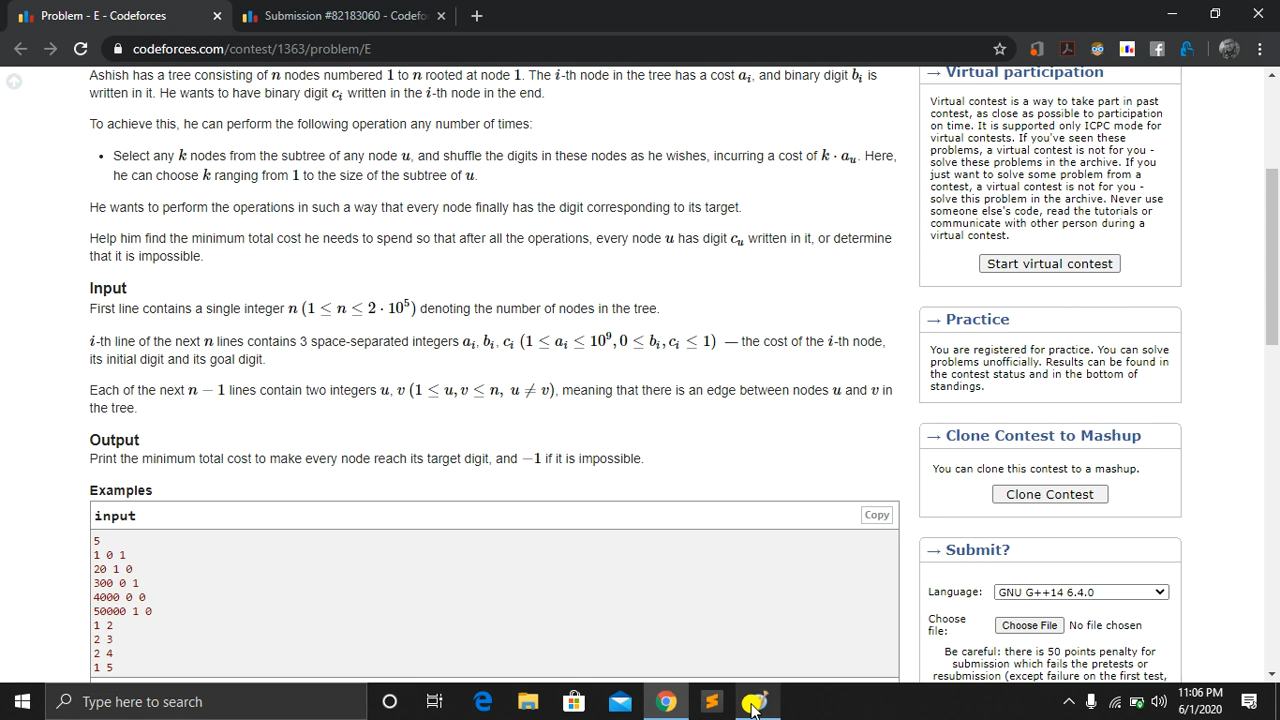 Problem - E - Codeforces
Submission #82183060 - Codefo
codeforces.com/contest/1363/problem/E
Ashish has a tree consisting of n nodes numbered 1 to n rooted at node 1. The i-th node in the tree has a cost aᵢ, and binary digit bᵢ is
written in it. He wants to have binary digit cᵢ written in the i-th node in the end.
To achieve this, he can perform the following operation any number of times:
• Select any k nodes from the subtree of any node u, and shuffle the digits in these nodes as he wishes, incurring a cost of k · aᵤ. Here,
he can choose k ranging from 1 to the size of the subtree of u.
He wants to perform the operations in such a way that every node finally has the digit corresponding to its target.
Help him find the minimum total cost he needs to spend so that after all the operations, every node u has digit cᵤ written in it, or determine
that it is impossible.
Input
First line contains a single integer n (1 ≤ n ≤ 2 · 10⁵) denoting the number of nodes in the tree.
i-th line of the next n lines contains 3 space-separated integers aᵢ, bᵢ, cᵢ (1 ≤ aᵢ ≤ 10⁹, 0 ≤ bᵢ, cᵢ ≤ 1) — the cost of the i-th node,
its initial digit and its goal digit.
Each of the next n − 1 lines contain two integers u, v (1 ≤ u, v ≤ n, u ≠ v), meaning that there is an edge between nodes u and v in
the tree.
Output
Print the minimum total cost to make every node reach its target digit, and −1 if it is impossible.
Examples
input
Copy
5
1 0 1
20 1 0
300 0 1
4000 0 0
50000 1 0
1 2
2 3
2 4
1 5
→ Virtual participation
Virtual contest is a way to take part in past
contest, as close as possible to participation
on time. It is supported only ICPC mode for
virtual contests. If you've seen these
problems, a virtual contest is not for you -
solve these problems in the archive. If you
just want to solve some problem from a
contest, a virtual contest is not for you -
solve this problem in the archive. Never use
someone else's code, read the tutorials or
communicate with other person during a
virtual contest.
Start virtual contest
→ Practice
You are registered for practice. You can solve
problems unofficially. Results can be found in
the contest status and in the bottom of
standings.
→ Clone Contest to Mashup
You can clone this contest to a mashup.
Clone Contest
→ Submit?
Language: GNU G++14 6.4.0
Choose
file:
Choose File No file chosen
Be careful: there is 50 points penalty for
submission which fails the pretests or
resubmission (except failure on the first test,
Type here to search
11:06 PM
6/1/2020